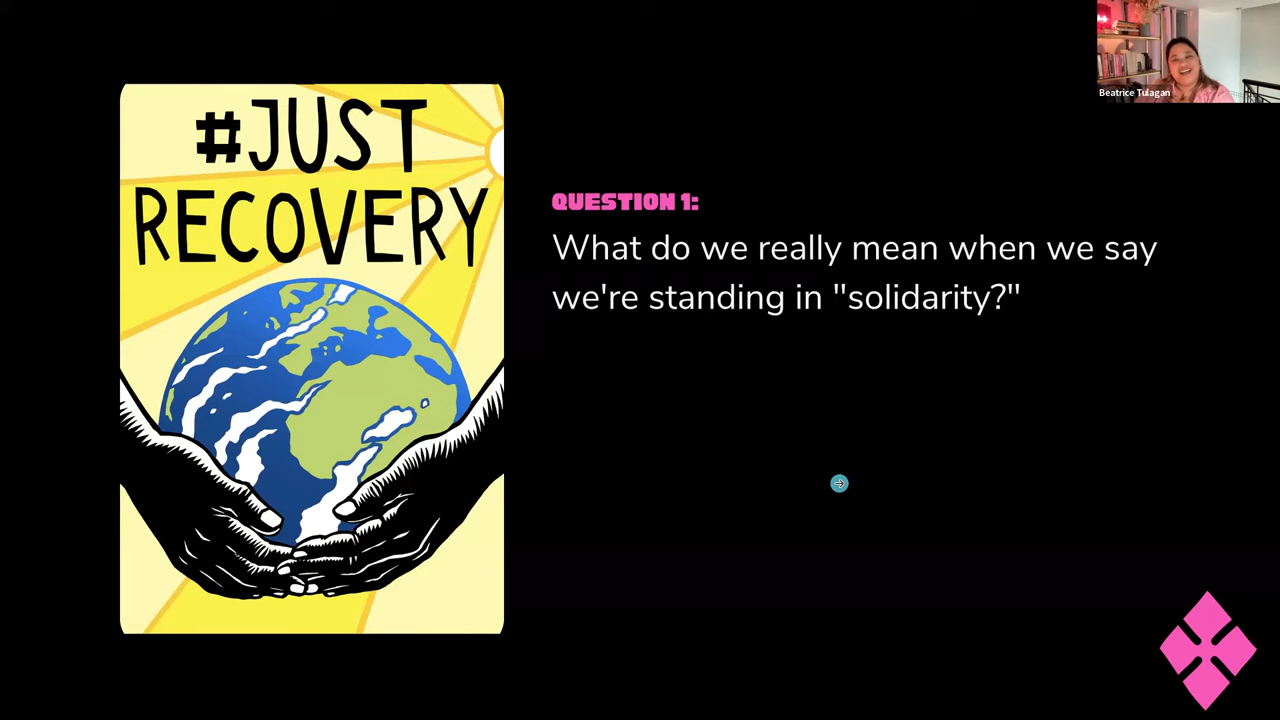 Beatrice Tulagan
#JUST
RECOVERY
QUESTION 1:
What do we really mean when we say
we're standing in "solidarity?"